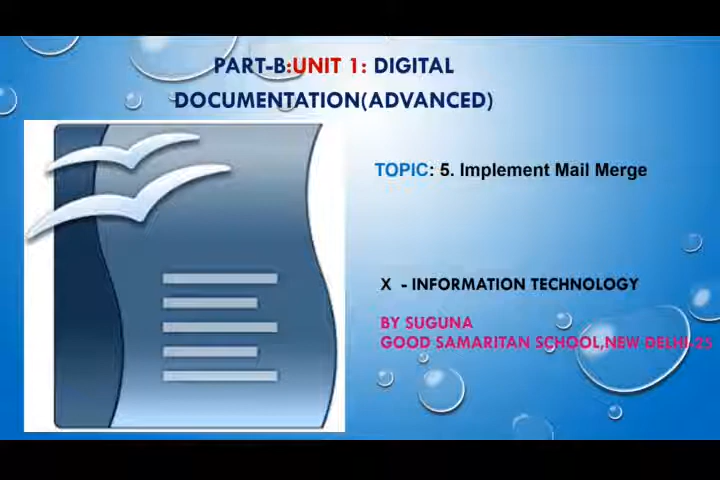 PART-B:UNIT 1: DIGITAL
DOCUMENTATION(ADVANCED)
TOPIC: 5. Implement Mail Merge
X - INFORMATION TECHNOLOGY
BY SUGUNA
GOOD SAMARITAN SCHOOL,NEW DELHI-25